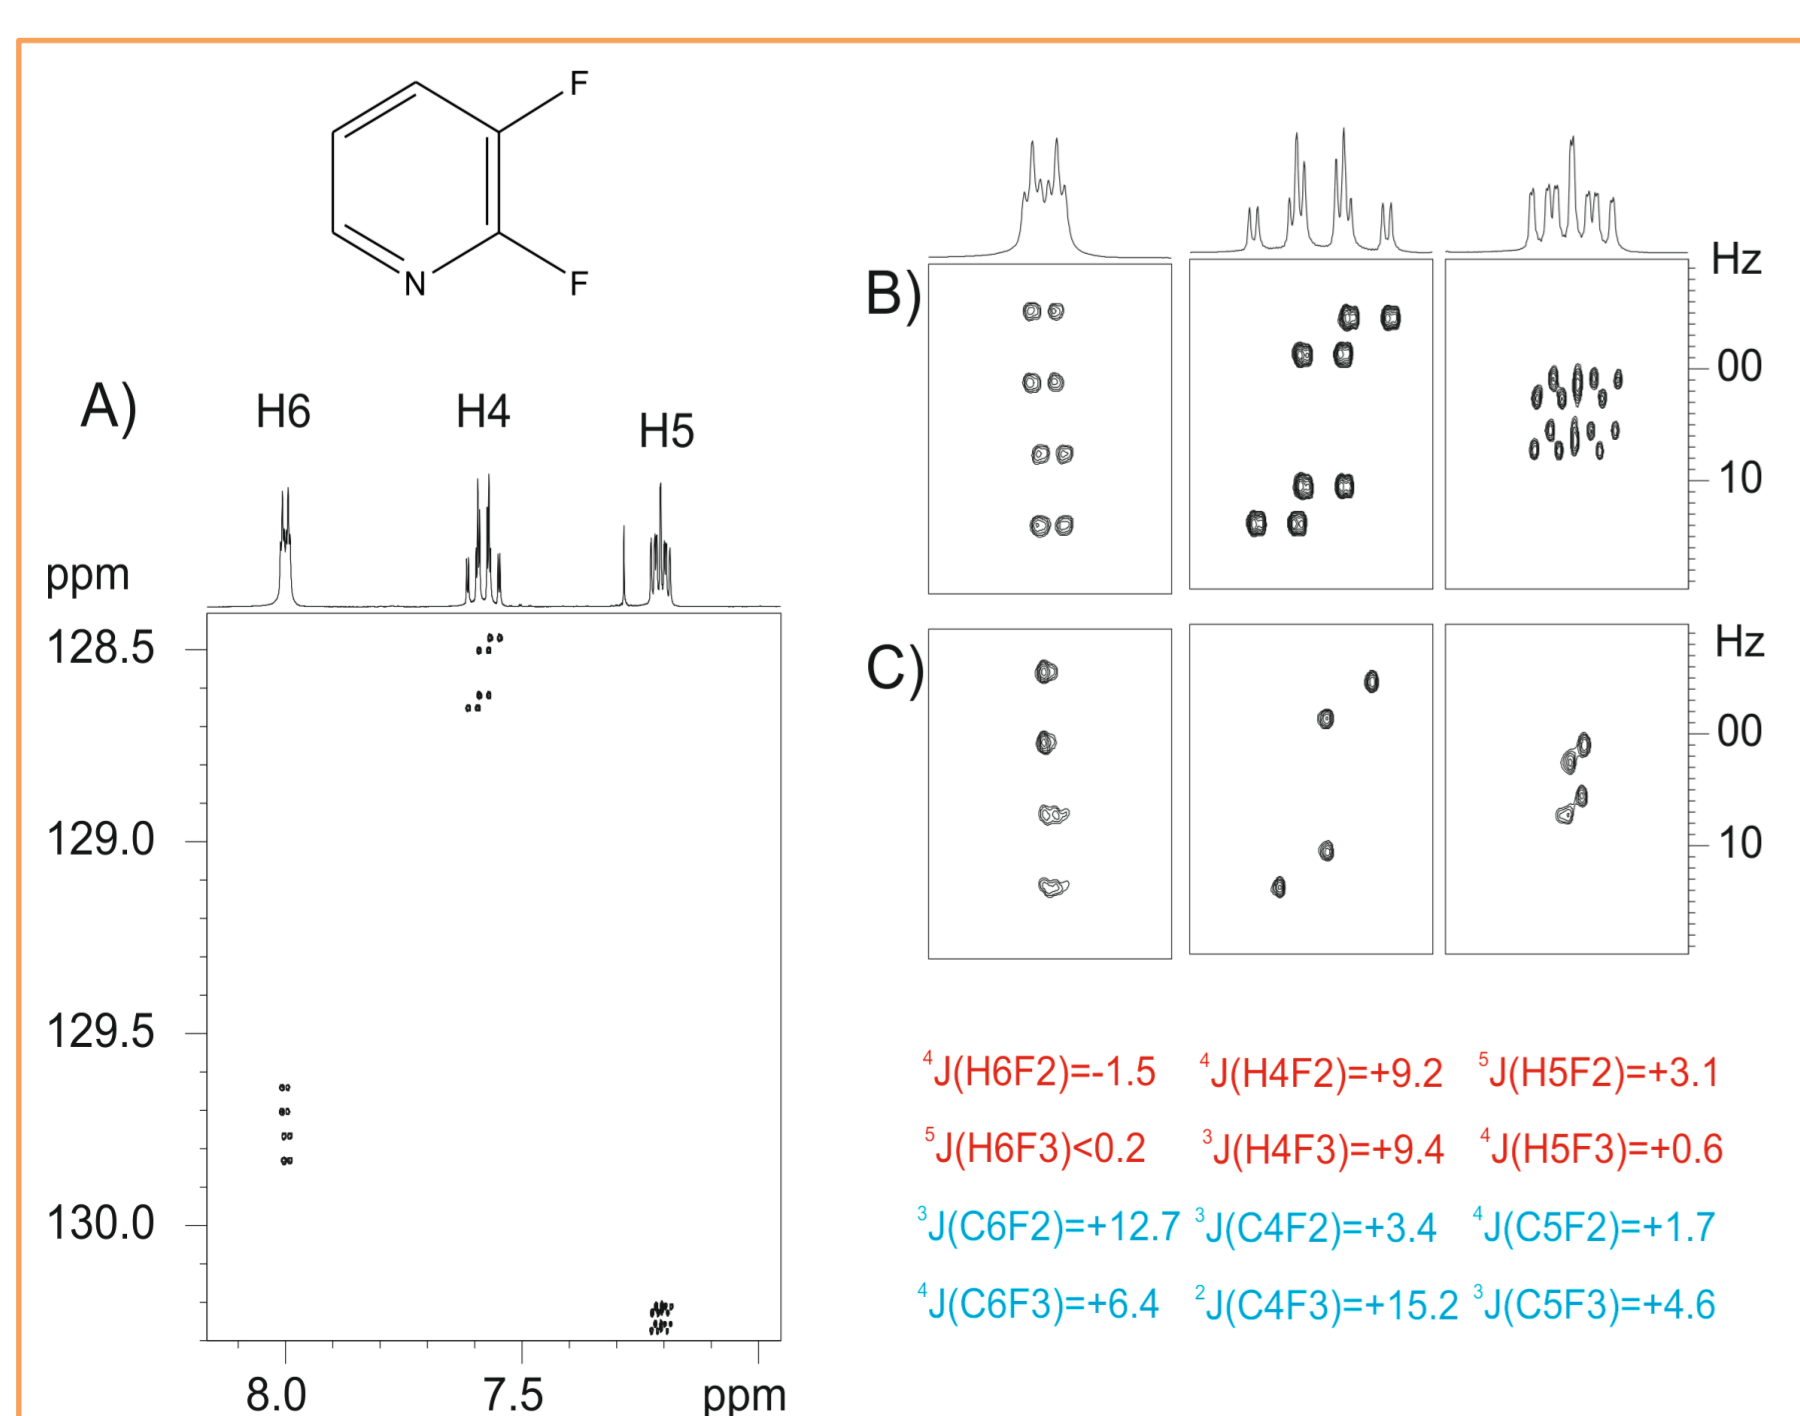 F
N
F
A)
H6
H4
H5
ppm
128.5
129.0
129.5
130.0
8.0
7.5
ppm
B)
Hz
00
10
C)
Hz
00
10
⁴J(H6F2)=-1.5 ⁴J(H4F2)=+9.2 ⁵J(H5F2)=+3.1
⁵J(H6F3)<0.2 ³J(H4F3)=+9.4 ⁴J(H5F3)=+0.6
³J(C6F2)=+12.7 ³J(C4F2)=+3.4 ⁴J(C5F2)=+1.7
⁴J(C6F3)=+6.4 ²J(C4F3)=+15.2 ³J(C5F3)=+4.6